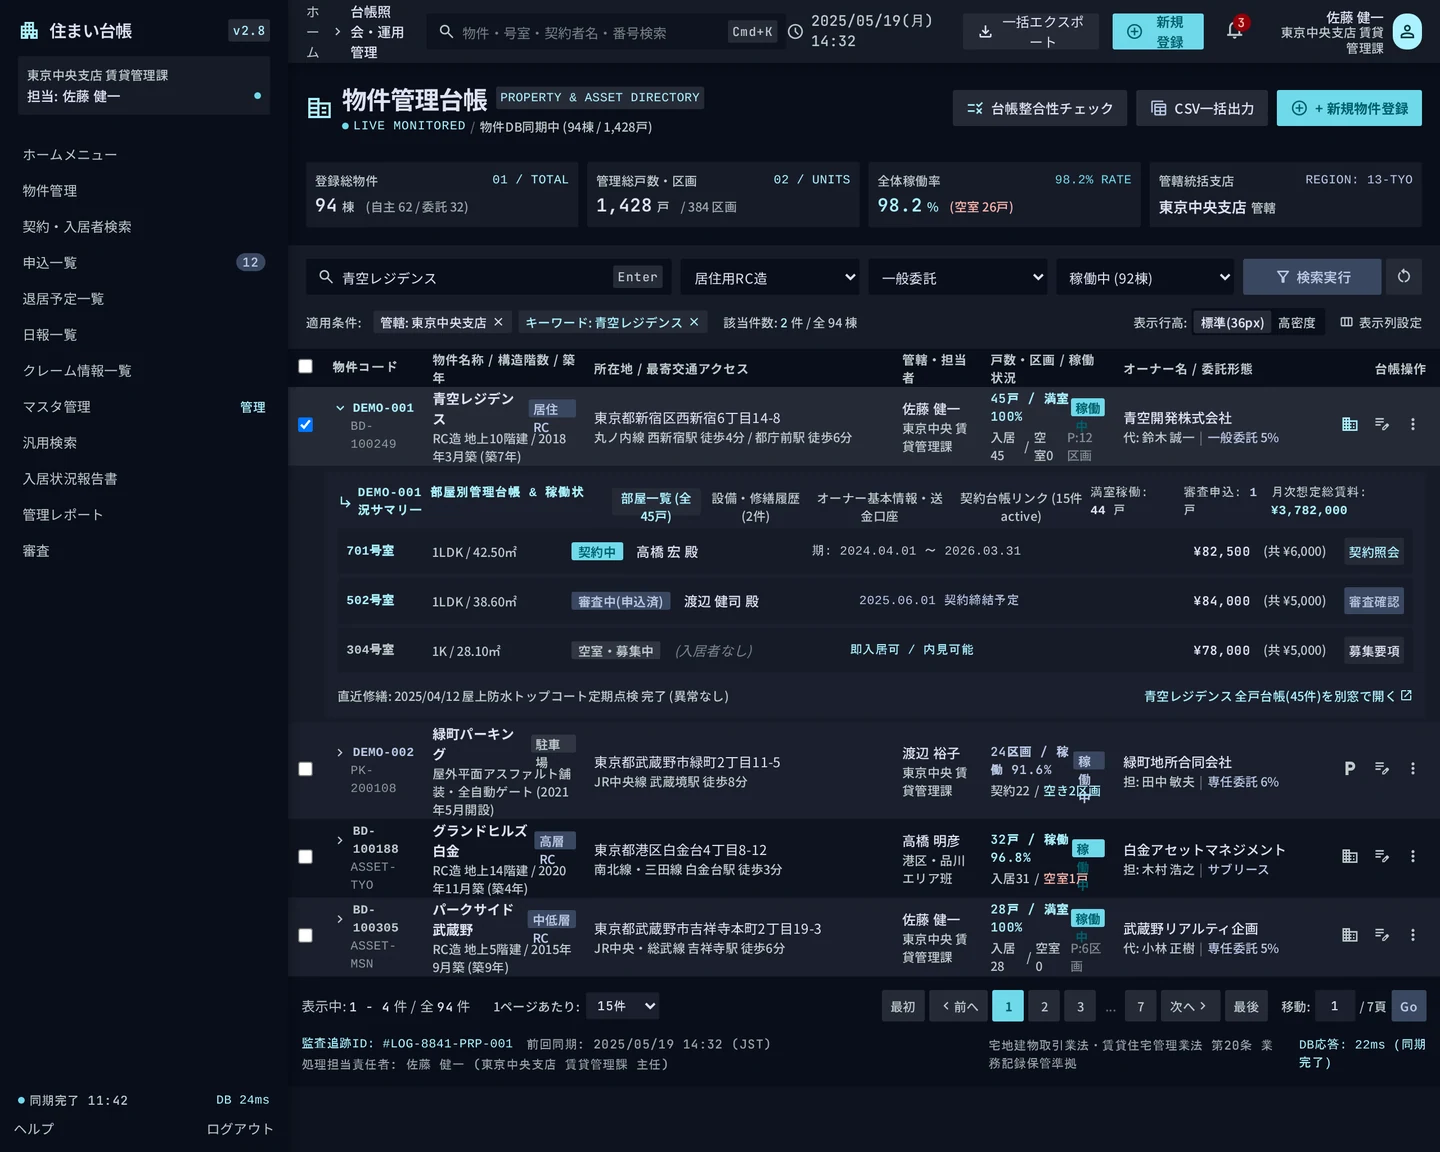 住まい台帳
v2.8
東京中央支店 賃貸管理課
担当: 佐藤 健一
ホームメニュー
物件管理
契約・入居者検索
申込一覧
12
退居予定一覧
日報一覧
クレーム情報一覧
マスタ管理
管理
汎用検索
入居状況報告書
管理レポート
審査
同期完了 11:42
DB 24ms
ヘルプ
ログアウト
ホーム
台帳照会・運用管理
物件・号室・契約者名・番号検索
Cmd+K
2025/05/19(月) 14:32
一括エクスポート
新規登録
3
佐藤 健一
東京中央支店 賃貸管理課
物件管理台帳
PROPERTY & ASSET DIRECTORY
LIVE MONITORED / 物件DB同期中 (94棟 / 1,428戸)
台帳整合性チェック
CSV一括出力
+ 新規物件登録
登録総物件
01 / TOTAL
94 棟 (自主 62 / 委託 32)
管理総戸数・区画
02 / UNITS
1,428 戸 / 384 区画
全体稼働率
98.2% RATE
98.2 % (空室 26戸)
管轄統括支店
REGION: 13-TYO
東京中央支店 管轄
青空レジデンス
Enter
居住用RC造
一般委託
稼働中 (92棟)
検索実行
適用条件:
管轄: 東京中央支店 ✕
キーワード: 青空レジデンス ✕
該当件数: 2 件 / 全 94 棟
表示行高:
標準(36px)
高密度
表示列設定
物件コード
物件名称 / 構造階数 / 築年
所在地 / 最寄交通アクセス
管轄・担当者
戸数・区画 / 稼働状況
オーナー名 / 委託形態
台帳操作
DEMO-001
BD-100249
青空レジデンス
居住RC
RC造 地上10階建 / 2018年3月築 (築7年)
東京都新宿区西新宿6丁目14-8
丸ノ内線 西新宿駅 徒歩4分 / 都庁前駅 徒歩6分
佐藤 健一
東京中央 賃貸管理課
45戸 / 満室 100%
稼働中
入居45 / 空室0
P:12区画
青空開発株式会社
代: 鈴木 誠一 | 一般委託 5%
DEMO-001 部屋別管理台帳 & 稼働状況サマリー
部屋一覧 (全45戸)
設備・修繕履歴 (2件)
オーナー基本情報・送金口座
契約台帳リンク (15件 active)
満室稼働: 44 戸
審査申込: 1 戸
月次想定総賃料: ¥3,782,000
701号室
1LDK / 42.50㎡
契約中
高橋 宏 殿
期: 2024.04.01 〜 2026.03.31
¥82,500 (共 ¥6,000)
契約照会
502号室
1LDK / 38.60㎡
審査中(申込済)
渡辺 健司 殿
2025.06.01 契約締結予定
¥84,000 (共 ¥5,000)
審査確認
304号室
1K / 28.10㎡
空室・募集中
(入居者なし)
即入居可 / 内見可能
¥78,000 (共 ¥5,000)
募集要項
直近修繕: 2025/04/12 屋上防水トップコート定期点検 完了 (異常なし)
青空レジデンス 全戸台帳(45件)を別窓で開く
DEMO-002
PK-200108
緑町パーキング
駐車場
屋外平面アスファルト舗装・全自動ゲート (2021年5月開設)
東京都武蔵野市緑町2丁目11-5
JR中央線 武蔵境駅 徒歩8分
渡辺 裕子
東京中央 賃貸管理課
24区画 / 稼働 91.6%
稼働中
契約22 / 空き2区画
緑町地所合同会社
担: 田中 敏夫 | 専任委託 6%
P
BD-100188
ASSET-TYO
グランドヒルズ白金
高層RC
RC造 地上14階建 / 2020年11月築 (築4年)
東京都港区白金台4丁目8-12
南北線・三田線 白金台駅 徒歩3分
高橋 明彦
港区・品川エリア班
32戸 / 稼働 96.8%
稼働中
入居31 / 空室1戸
白金アセットマネジメント
担: 木村 浩之 | サブリース
BD-100305
ASSET-MSN
パークサイド武蔵野
中低層RC
RC造 地上5階建 / 2015年9月築 (築9年)
東京都武蔵野市吉祥寺本町2丁目19-3
JR中央・総武線 吉祥寺駅 徒歩6分
佐藤 健一
東京中央 賃貸管理課
28戸 / 満室 100%
稼働中
入居28 / 空室0
P:6区画
武蔵野リアルティ企画
代: 小林 正樹 | 専任委託 5%
表示中: 1 - 4 件 / 全 94 件
1ページあたり:
15件
最初
前へ
1
2
3
...
7
次へ
最後
移動:
1
/ 7頁
Go
監査追跡ID: #LOG-8841-PRP-001 前回同期: 2025/05/19 14:32 (JST)
処理担当責任者: 佐藤 健一 (東京中央支店 賃貸管理課 主任)
宅地建物取引業法・賃貸住宅管理業法 第20条 業務記録保管準拠
DB応答: 22ms (同期完了)